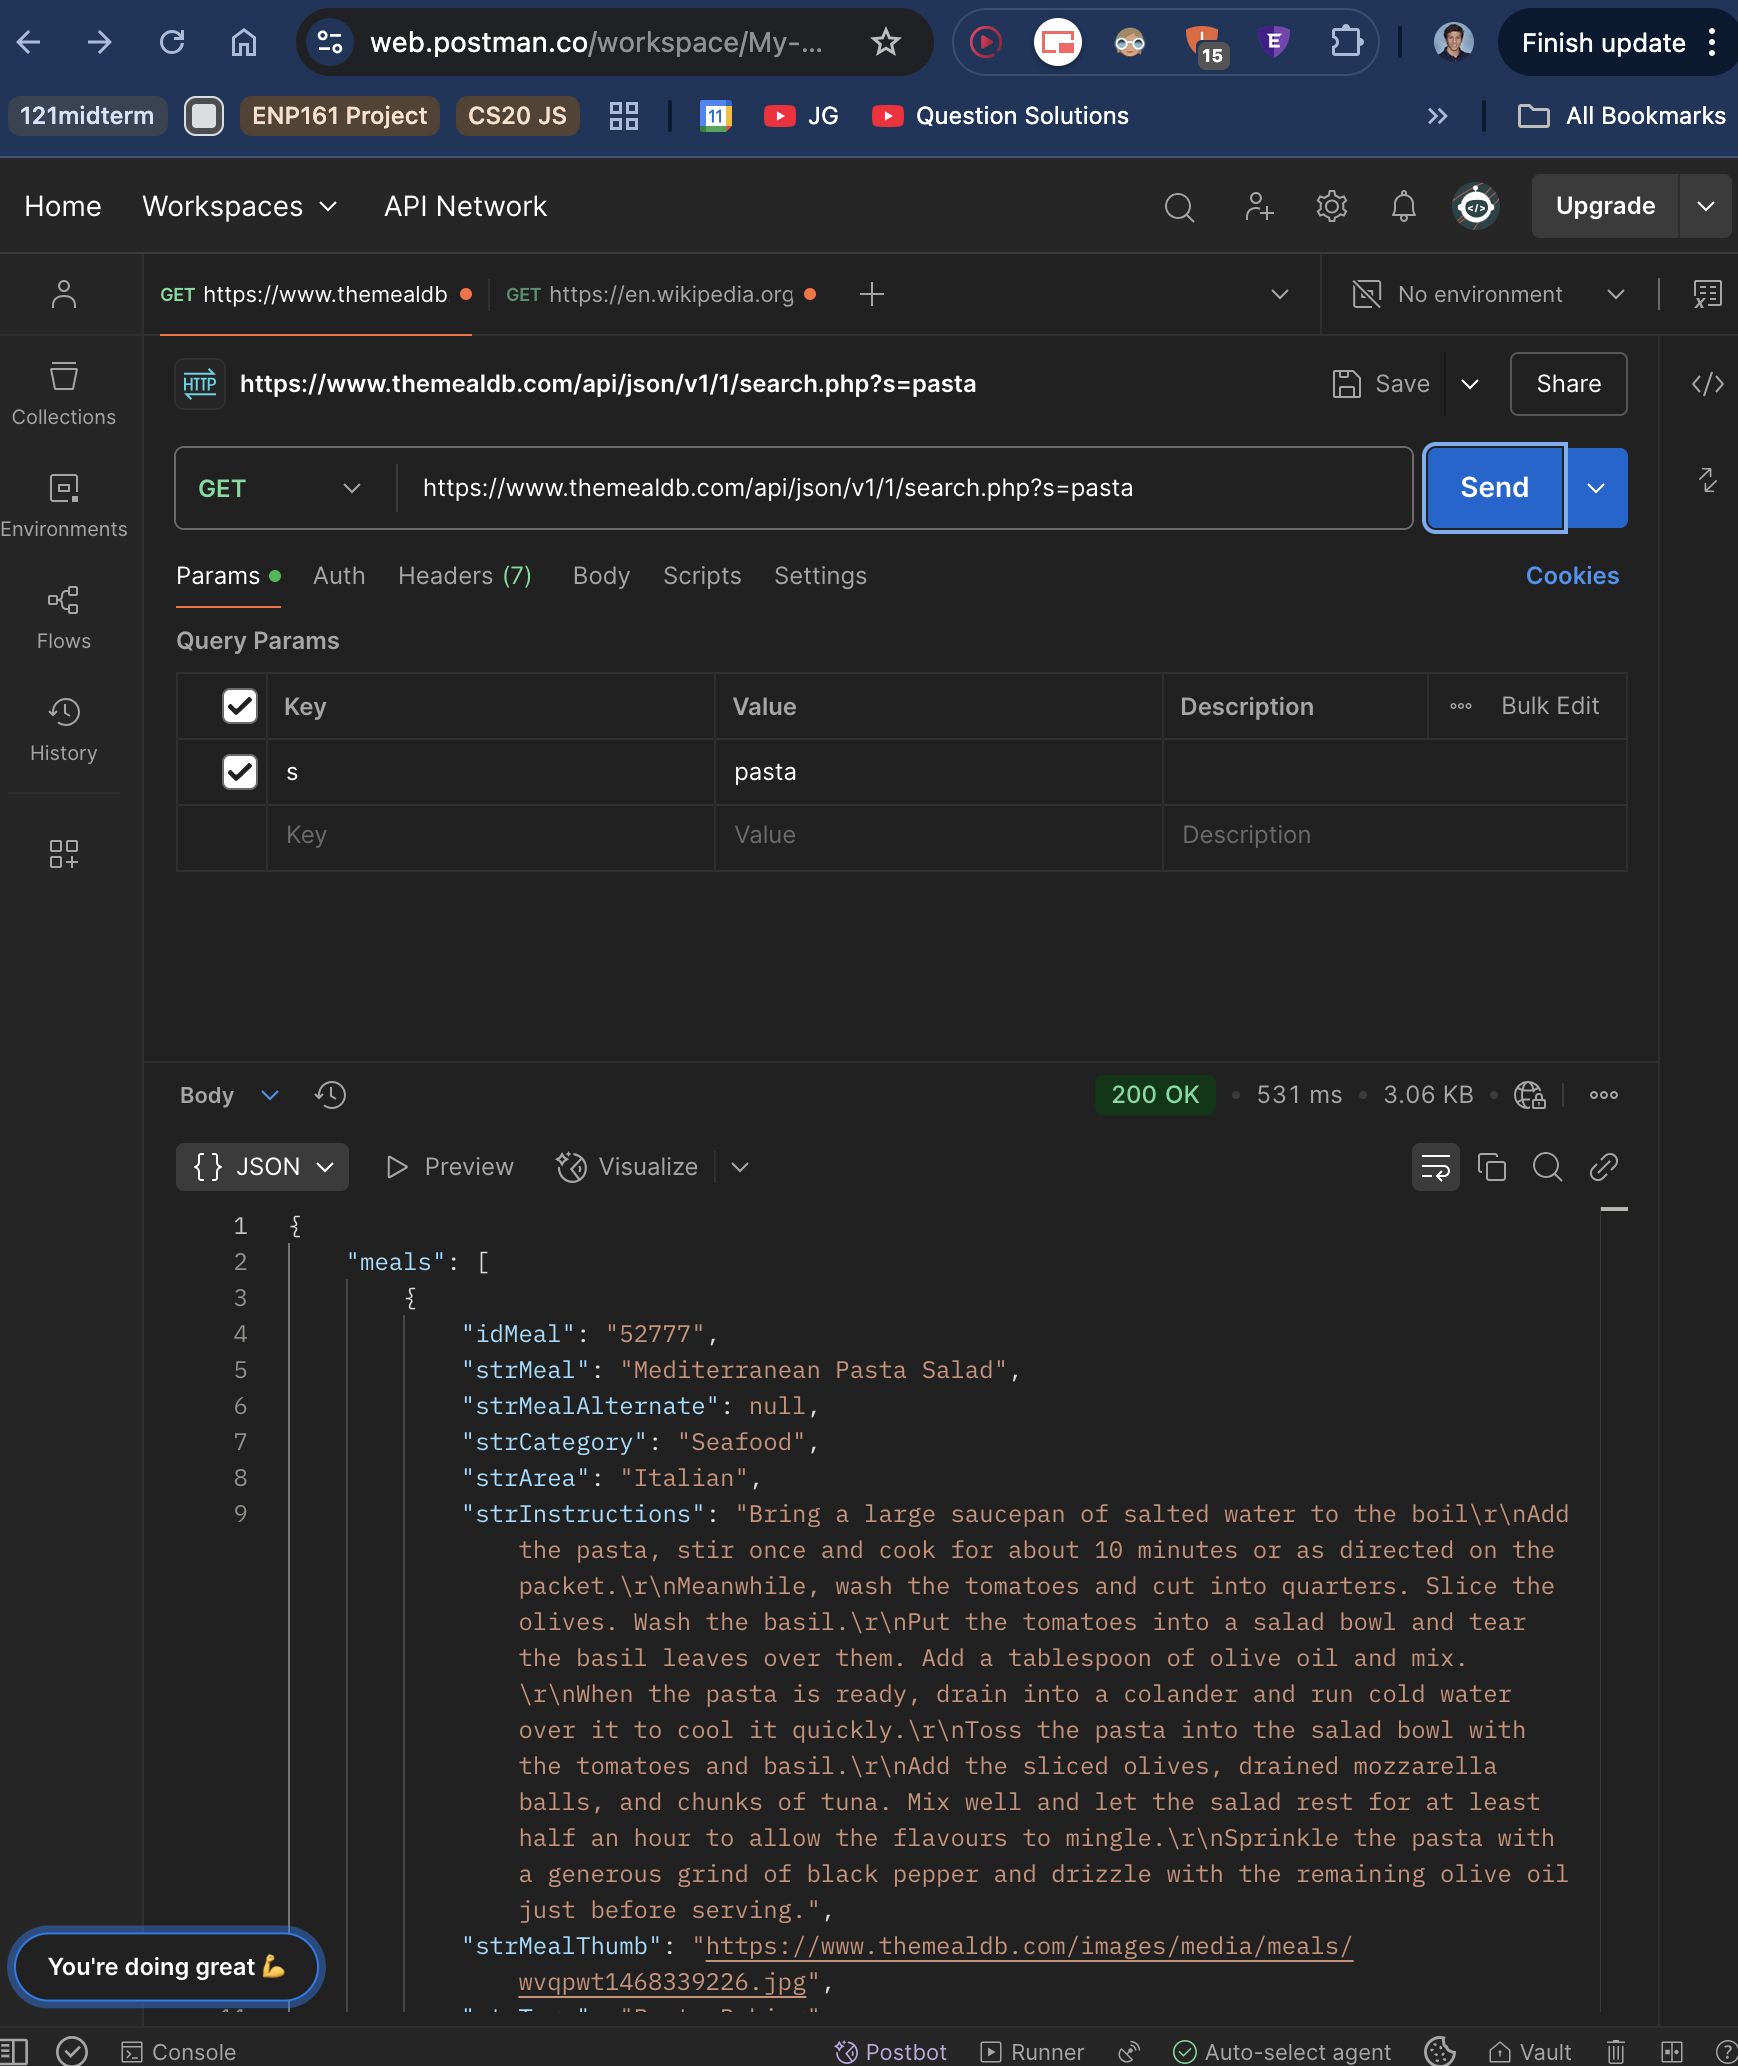 web.postman.co/workspace/My-...
15
Finish update
121midterm
ENP161 Project
CS20 JS
11
JG
Question Solutions
All Bookmarks
Home
Workspaces
API Network
Upgrade
GET https://www.themealdb
GET https://en.wikipedia.org
No environment
HTTP
https://www.themealdb.com/api/json/v1/1/search.php?s=pasta
Save
Share
Collections
Environments
Flows
History
GET
https://www.themealdb.com/api/json/v1/1/search.php?s=pasta
Send
Params
Auth
Headers (7)
Body
Scripts
Settings
Cookies
Query Params
Key
Value
Description
Bulk Edit
s
pasta
Key
Value
Description
Body
200 OK
531 ms
3.06 KB
{ } JSON
Preview
Visualize
1 {
2 "meals": [
3 {
4 "idMeal": "52777",
5 "strMeal": "Mediterranean Pasta Salad",
6 "strMealAlternate": null,
7 "strCategory": "Seafood",
8 "strArea": "Italian",
9 "strInstructions": "Bring a large saucepan of salted water to the boil\r\nAdd
the pasta, stir once and cook for about 10 minutes or as directed on the
packet.\r\nMeanwhile, wash the tomatoes and cut into quarters. Slice the
olives. Wash the basil.\r\nPut the tomatoes into a salad bowl and tear
the basil leaves over them. Add a tablespoon of olive oil and mix.
\r\nWhen the pasta is ready, drain into a colander and run cold water
over it to cool it quickly.\r\nToss the pasta into the salad bowl with
the tomatoes and basil.\r\nAdd the sliced olives, drained mozzarella
balls, and chunks of tuna. Mix well and let the salad rest for at least
half an hour to allow the flavours to mingle.\r\nSprinkle the pasta with
a generous grind of black pepper and drizzle with the remaining olive oil
just before serving.",
"strMealThumb": "https://www.themealdb.com/images/media/meals/
wvqpwt1468339226.jpg",
You're doing great 💪
Console
Postbot
Runner
Auto-select agent
Vault